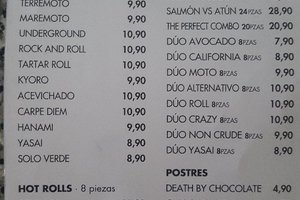 TERREMOTO 9,90
MAREMOTO 9,90
UNDERGROUND 10,90
ROCK AND ROLL 10,90
TARTAR ROLL 10,90
KYORO 9,90
ACEVICHADO 10,90
CARPE DIEM 10,90
HANAMI 9,90
YASAI 8,90
SOLO VERDE 8,90
HOT ROLLS - 8 piezas
SALMÓN VS ATÚN 24PZAS 28,90
THE PERFECT COMBO 20PZAS 20,90
DÚO AVOCADO 8PZAS 7,90
DÚO CALIFORNIA 8PZAS 8,90
DÚO MOTO 8PZAS 9,90
DÚO ALTERNATIVO 8PZAS 10,90
DÚO ROLL 8PZAS 10,90
DÚO CRAZY 8PZAS 10,90
DÚO NON CRUDE 8PZAS 9,90
DÚO YASAI 8PZAS 8,90
POSTRES
DEATH BY CHOCOLATE 4,90